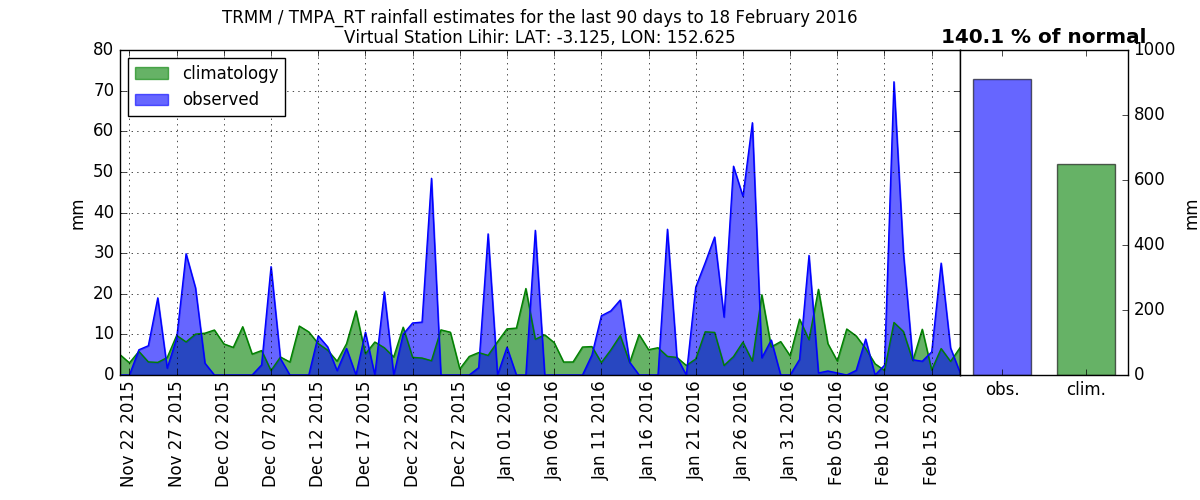 TRMM / TMPA_RT rainfall estimates for the last 90 days to 18 February 2016
Virtual Station Lihir: LAT: -3.125, LON: 152.625
140.1 % of normal
climatology
observed
80
70
60
50
40
30
20
10
0
mm
1000
800
600
400
200
0
mm
Nov 22 2015
Nov 27 2015
Dec 02 2015
Dec 07 2015
Dec 12 2015
Dec 17 2015
Dec 22 2015
Dec 27 2015
Jan 01 2016
Jan 06 2016
Jan 11 2016
Jan 16 2016
Jan 21 2016
Jan 26 2016
Jan 31 2016
Feb 05 2016
Feb 10 2016
Feb 15 2016
obs.
clim.